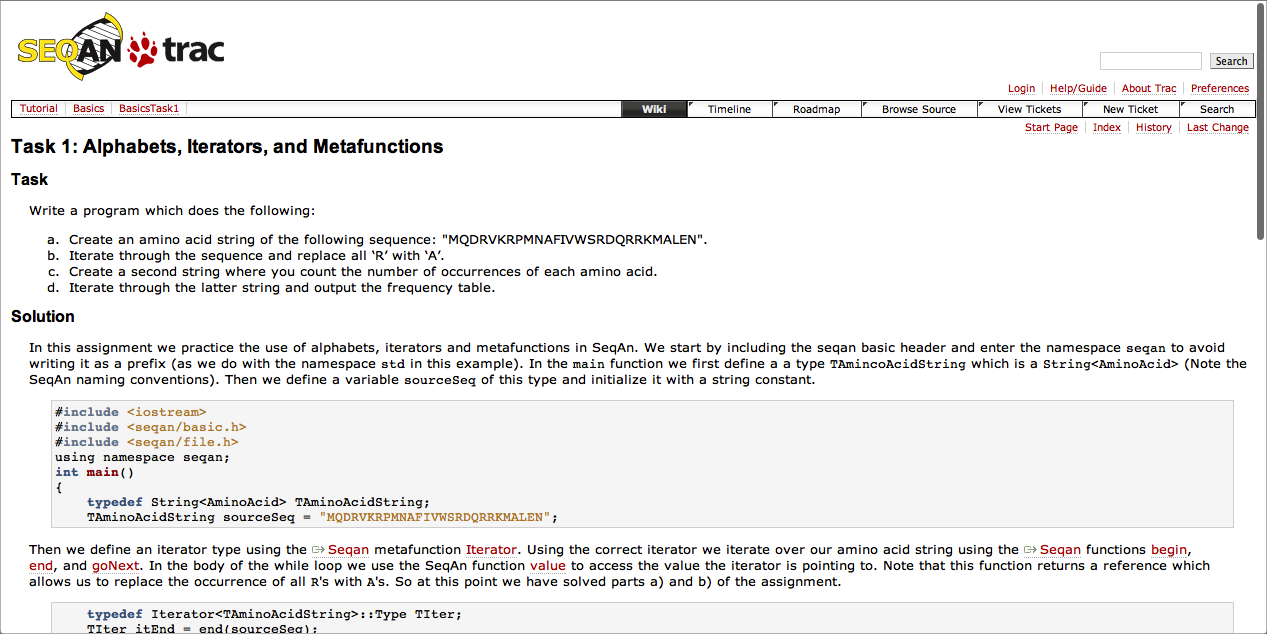 SEQAN trac
Search
Login Help/Guide About Trac Preferences
Tutorial Basics BasicsTask1 Wiki Timeline Roadmap Browse Source View Tickets New Ticket Search
Start Page Index History Last Change
Task 1: Alphabets, Iterators, and Metafunctions
Task
Write a program which does the following:
a. Create an amino acid string of the following sequence: "MQDRVKRPMNAFIVWSRDQRRKMALEN".
b. Iterate through the sequence and replace all ‘R’ with ‘A’.
c. Create a second string where you count the number of occurrences of each amino acid.
d. Iterate through the latter string and output the frequency table.
Solution
In this assignment we practice the use of alphabets, iterators and metafunctions in SeqAn. We start by including the seqan basic header and enter the namespace seqan to avoid
writing it as a prefix (as we do with the namespace std in this example). In the main function we first define a a type TAmincoAcidString which is a String<AminoAcid> (Note the
SeqAn naming conventions). Then we define a variable sourceSeq of this type and initialize it with a string constant.
#include <iostream>
#include <seqan/basic.h>
#include <seqan/file.h>
using namespace seqan;
int main()
{
typedef String<AminoAcid> TAminoAcidString;
TAminoAcidString sourceSeq = "MQDRVKRPMNAFIVWSRDQRRKMALEN";
Then we define an iterator type using the Seqan metafunction Iterator. Using the correct iterator we iterate over our amino acid string using the Seqan functions begin,
end, and goNext. In the body of the while loop we use the SeqAn function value to access the value the iterator is pointing to. Note that this function returns a reference which
allows us to replace the occurrence of all R's with A's. So at this point we have solved parts a) and b) of the assignment.
typedef Iterator<TAminoAcidString>::Type TIter;
TIter itEnd = end(sourceSeq);